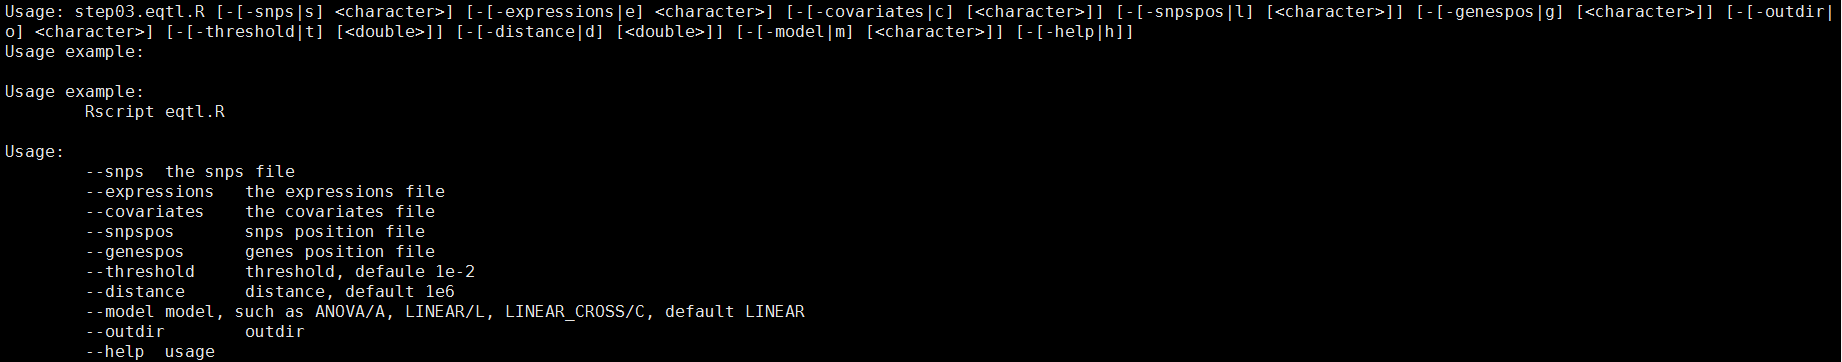 Usage: step03.eqtl.R [-[-snps|s] <character>] [-[-expressions|e] <character>] [-[-covariates|c] [<character>]] [-[-snpspos|l] [<character>]] [-[-genespos|g] [<character>]] [-[-outdir|
o] <character>] [-[-threshold|t] [<double>]] [-[-distance|d] [<double>]] [-[-model|m] [<character>]] [-[-help|h]]
Usage example:
Usage example:
Rscript eqtl.R
Usage:
--snps the snps file
--expressions the expressions file
--covariates the covariates file
--snpspos snps position file
--genespos genes position file
--threshold threshold, defaule 1e-2
--distance distance, default 1e6
--model model, such as ANOVA/A, LINEAR/L, LINEAR_CROSS/C, default LINEAR
--outdir outdir
--help usage